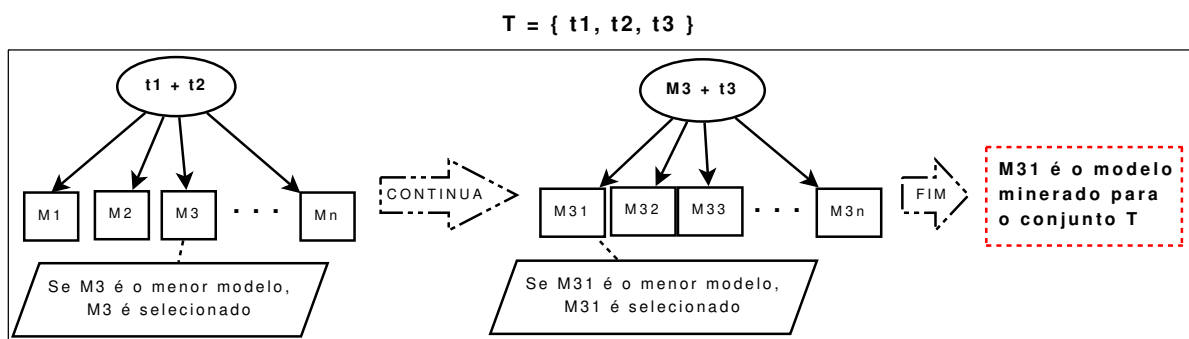 T = { t1, t2, t3 }
t1 + t2
M1
M2
M3
. . .
Mn
Se M3 é o menor modelo,
M3 é selecionado
CONTINUA
M3 + t3
M31
M32
M33
. . .
M3n
Se M31 é o menor modelo,
M31 é selecionado
FIM
M31 é o modelo
minerado para
o conjunto T